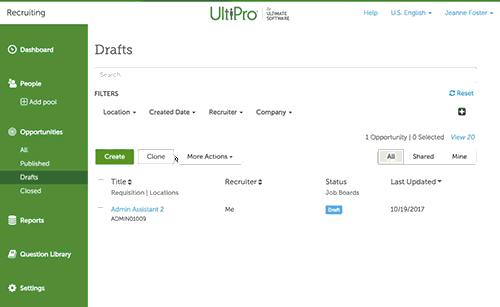 Recruiting
UltiPro by ULTIMATE SOFTWARE
Help
U.S. English
Jeanne Foster
Dashboard
People
Add pool
Opportunities
All
Published
Drafts
Closed
Reports
Question Library
Settings
Drafts
Search
FILTERS
Reset
Location
Created Date
Recruiter
Company
1 Opportunity | 0 Selected
View 20
Create
Clone
More Actions
All
Shared
Mine
Title
Recruiter
Status
Last Updated
Requisition | Locations
Job Boards
Admin Assistant 2
Me
Draft
10/19/2017
ADMIN01009